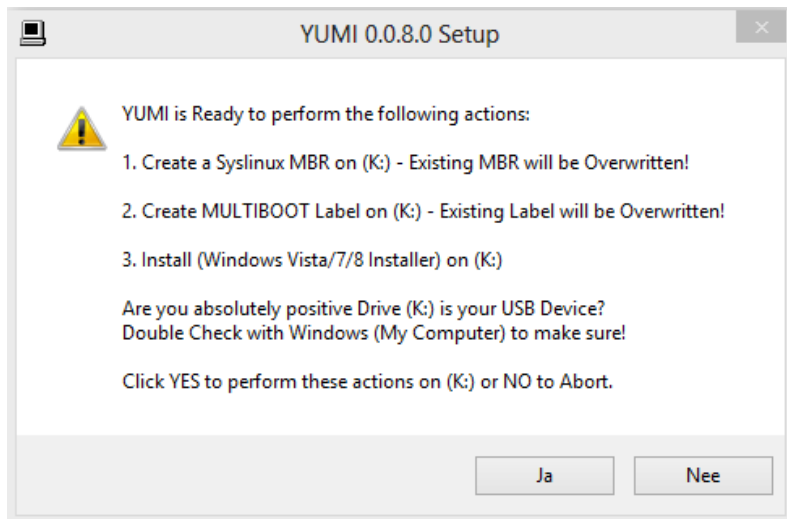 YUMI 0.0.8.0 Setup
YUMI is Ready to perform the following actions:
1. Create a Syslinux MBR on (K:) - Existing MBR will be Overwritten!
2. Create MULTIBOOT Label on (K:) - Existing Label will be Overwritten!
3. Install (Windows Vista/7/8 Installer) on (K:)
Are you absolutely positive Drive (K:) is your USB Device?
Double Check with Windows (My Computer) to make sure!
Click YES to perform these actions on (K:) or NO to Abort.
Ja Nee